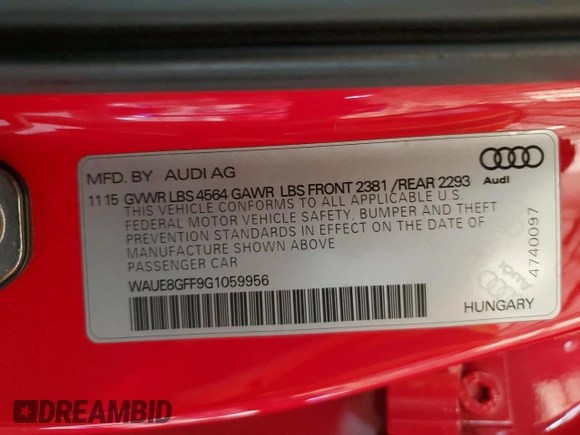 MFD. BY AUDI AG
11 15 GVWR LBS 4564 GAWR LBS FRONT 2381 / REAR 2293
THIS VEHICLE CONFORMS TO ALL APPLICABLE U.S.
FEDERAL MOTOR VEHICLE SAFETY. BUMPER AND THEFT
PREVENTION STANDARDS IN EFFECT ON THE DATE OF
MANUFACTURE SHOWN ABOVE
PASSENGER CAR
WAUE8GFF9G1059956
Audi
4740097
Audi
HUNGARY
DREAMBID